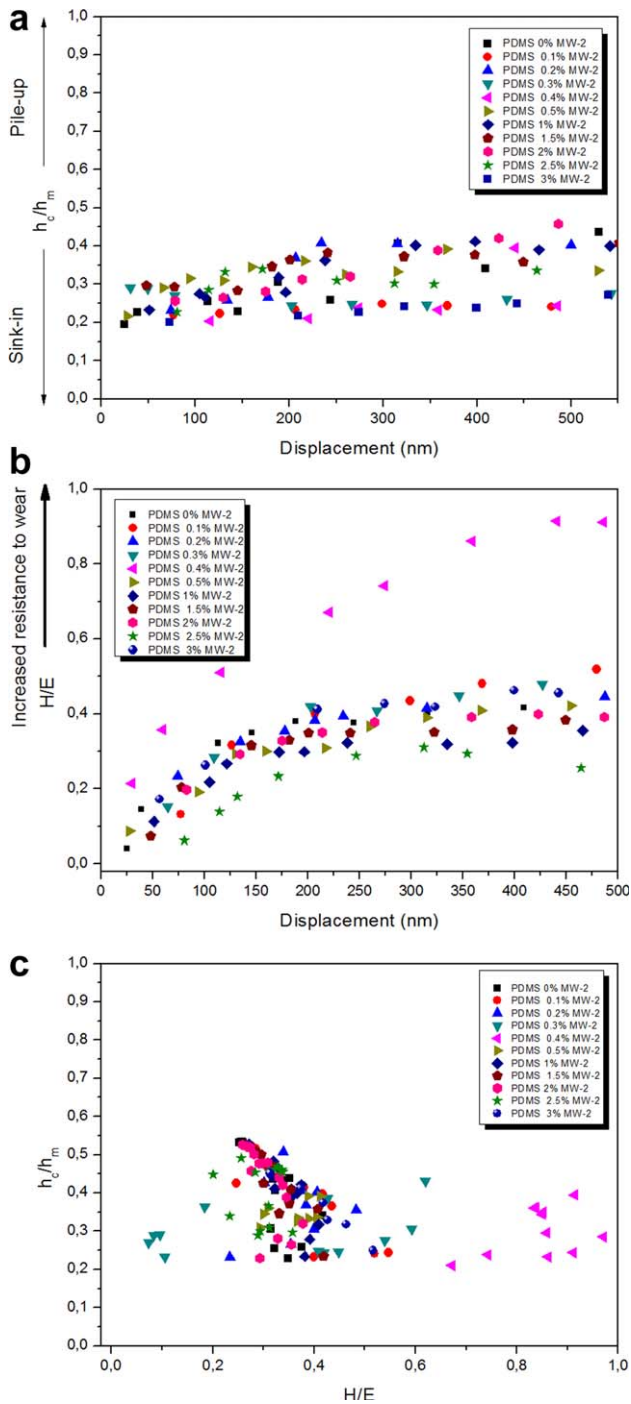 a
Pile-up
h_c/h_m
Sink-in
1,0
0,9
0,8
0,7
0,6
0,5
0,4
0,3
0,2
0,1
0,0
PDMS 0% MW-2
PDMS 0.1% MW-2
PDMS 0.2% MW-2
PDMS 0.3% MW-2
PDMS 0.4% MW-2
PDMS 0.5% MW-2
PDMS 1% MW-2
PDMS 1.5% MW-2
PDMS 2% MW-2
PDMS 2.5% MW-2
PDMS 3% MW-2
0 100 200 300 400 500
Displacement (nm)
b
Increased resistance to wear
H/E
1,0
0,8
0,6
0,4
0,2
0,0
PDMS 0% MW-2
PDMS 0.1% MW-2
PDMS 0.2% MW-2
PDMS 0.3% MW-2
PDMS 0.4% MW-2
PDMS 0.5% MW-2
PDMS 1% MW-2
PDMS 1.5% MW-2
PDMS 2% MW-2
PDMS 2.5% MW-2
PDMS 3% MW-2
0 50 100 150 200 250 300 350 400 450 500
Displacement (nm)
c
h_c/h_m
1,0
0,9
0,8
0,7
0,6
0,5
0,4
0,3
0,2
0,1
0,0
PDMS 0% MW-2
PDMS 0.1% MW-2
PDMS 0.2% MW-2
PDMS 0.3% MW-2
PDMS 0.4% MW-2
PDMS 0.5% MW-2
PDMS 1% MW-2
PDMS 1.5% MW-2
PDMS 2% MW-2
PDMS 2.5% MW-2
PDMS 3% MW-2
0,0 0,2 0,4 0,6 0,8 1,0
H/E